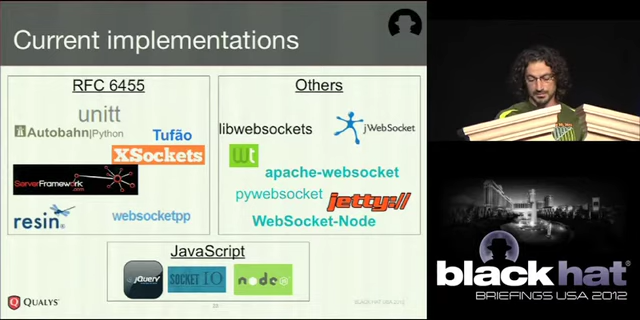 Current implementations
RFC 6455
unitt
Autobahn|Python
Tufão
XSockets
ServerFramework.com
resin
websocketpp
Others
libwebsockets
jWebSocket
wt
apache-websocket
pywebsocket
jetty://
WebSocket-Node
JavaScript
jQuery
SOCKET IO
node
QUALYS
BLACK HAT USA 2012
black hat
BRIEFINGS USA 2012